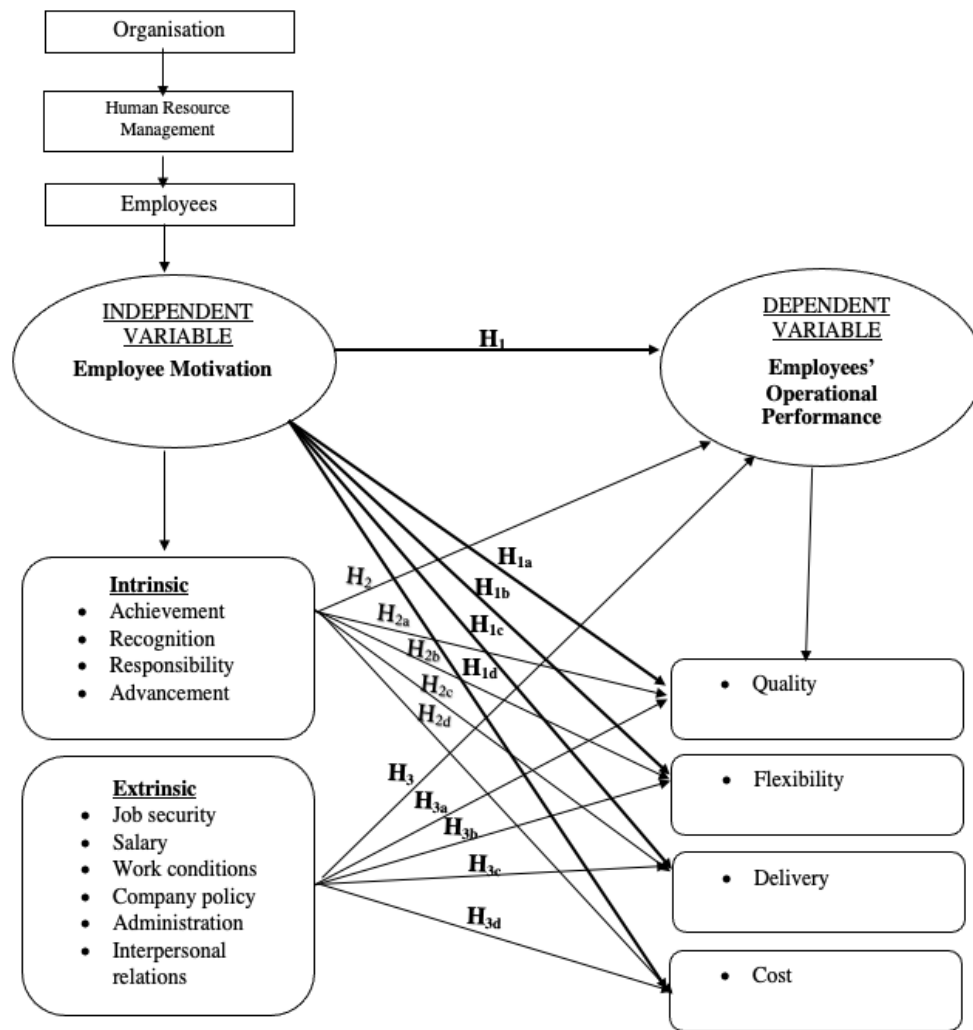 Organisation
Human Resource
Management
Employees
INDEPENDENT
VARIABLE
Employee Motivation
H1
DEPENDENT
VARIABLE
Employees’
Operational
Performance
Intrinsic
• Achievement
• Recognition
• Responsibility
• Advancement
Extrinsic
• Job security
• Salary
• Work conditions
• Company policy
• Administration
• Interpersonal
relations
H1a
H1b
H1c
H1d
H2
H2a
H2b
H2c
H2d
H3
H3a
H3b
H3c
H3d
• Quality
• Flexibility
• Delivery
• Cost